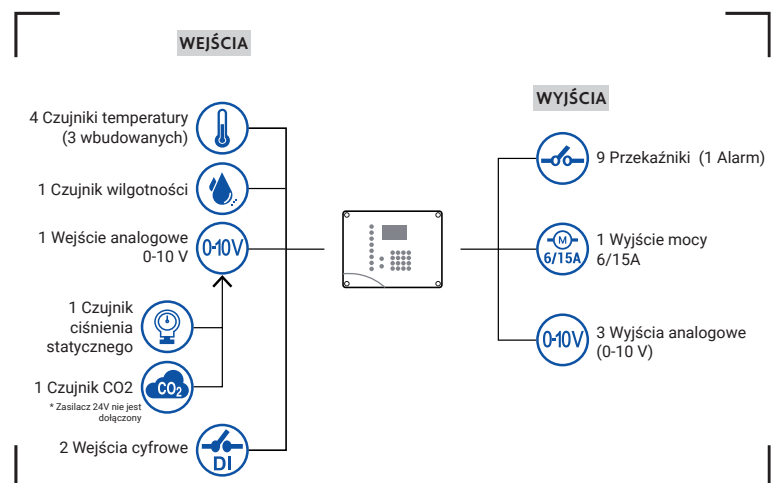 WEJŚCIA
4 Czujniki temperatury
(3 wbudowanych)
1 Czujnik wilgotności
1 Wejście analogowe
0-10 V
0-10V
1 Czujnik
ciśnienia
statycznego
1 Czujnik CO2
* Zasilacz 24V nie jest
dołączony
CO₂
2 Wejścia cyfrowe
DI
WYJŚCIA
9 Przekaźniki (1 Alarm)
M
6/15A
1 Wyjście mocy
6/15A
0-10V
3 Wyjścia analogowe
(0-10 V)